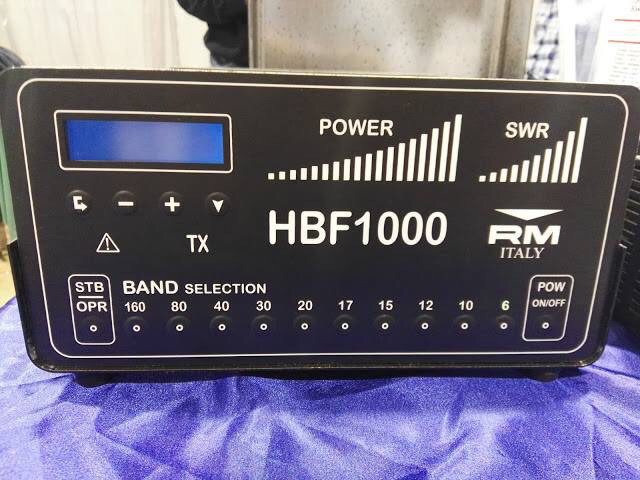 POWER
SWR
- +
TX
HBF1000
RM
ITALY
STB
OPR
BAND SELECTION
160 80 40 30 20 17 15 12 10 6
POW
ON/OFF